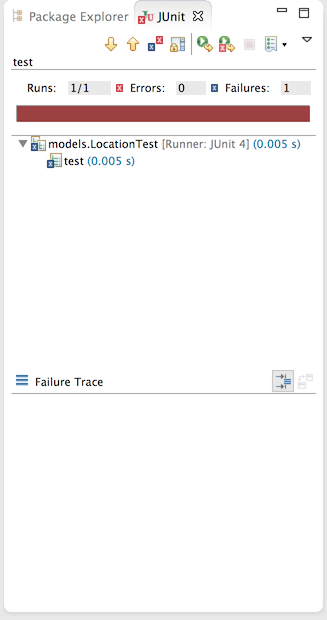 Package Explorer JUnit
test
Runs: 1/1 Errors: 0 Failures: 1
models.LocationTest [Runner: JUnit 4] (0.005 s)
test (0.005 s)
Failure Trace